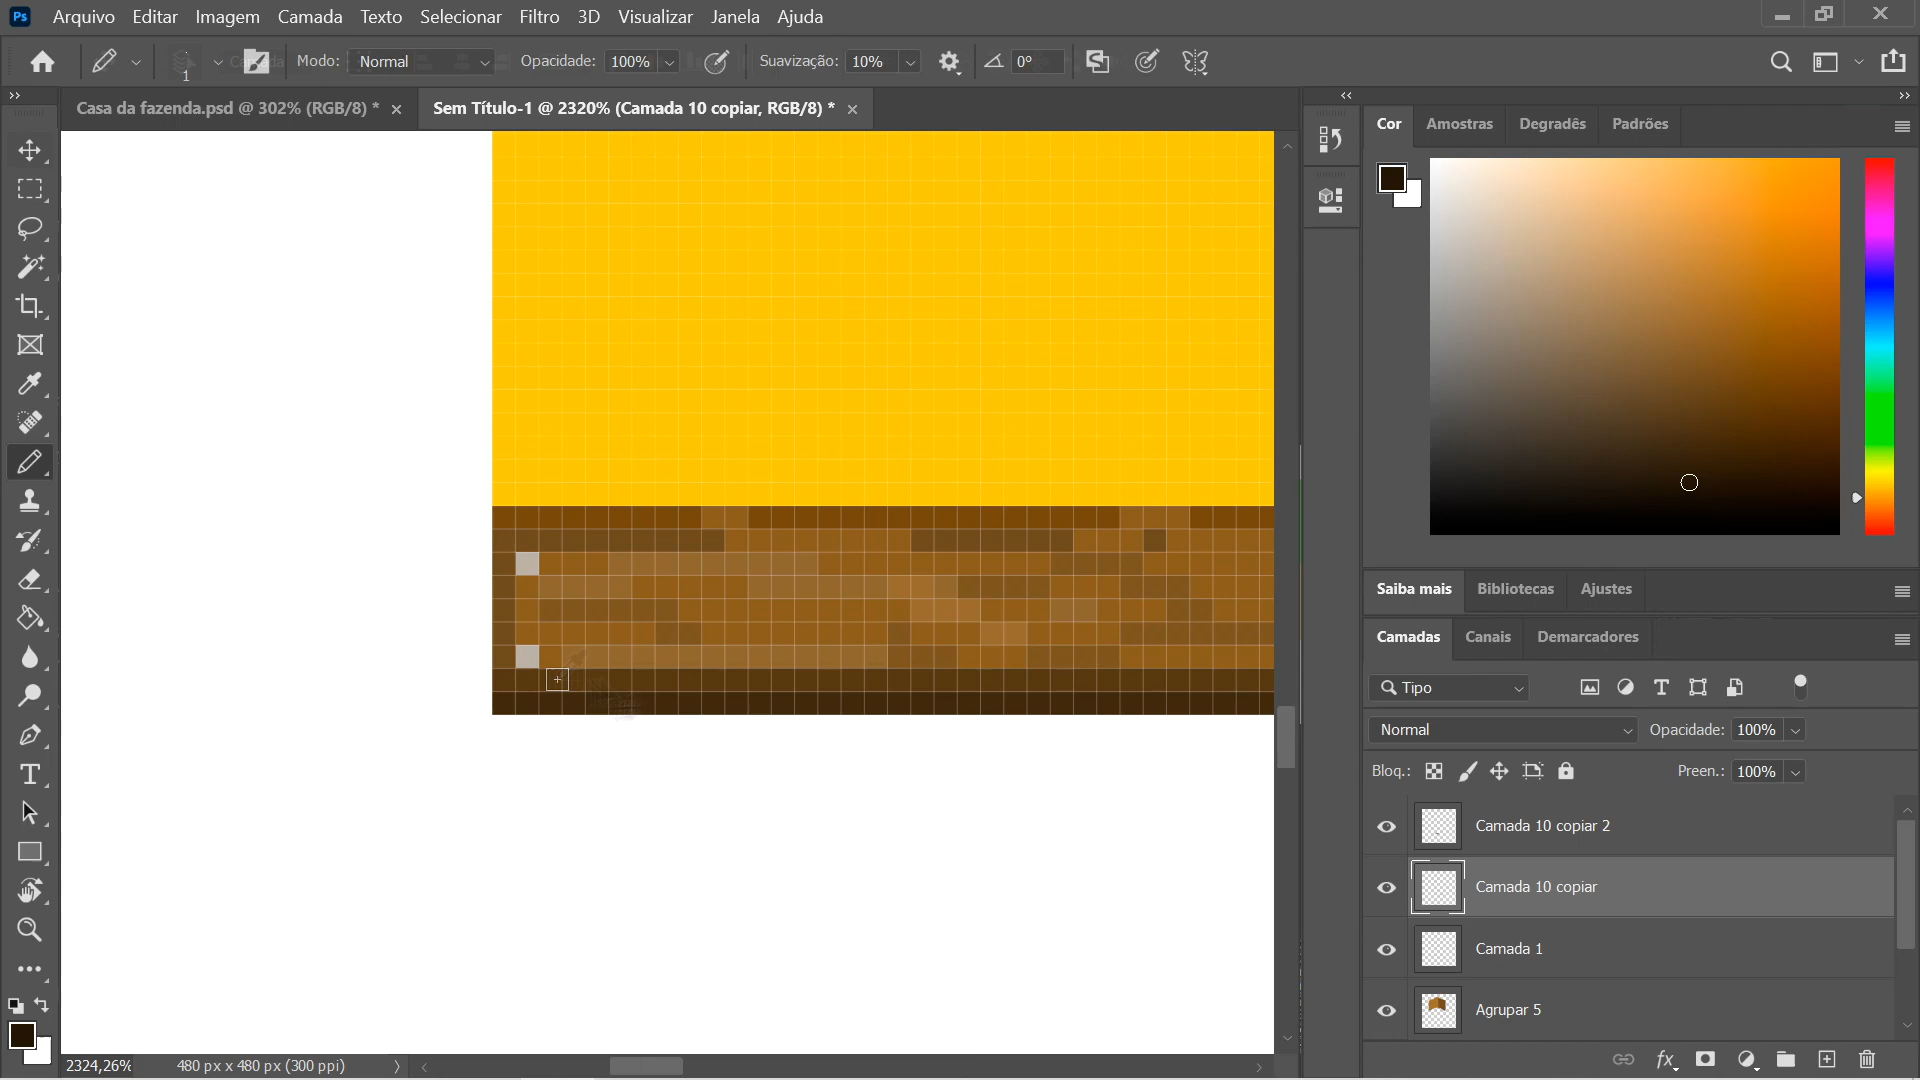 Ps Arquivo Editar Imagem Camada Texto Selecionar Filtro 3D Visualizar Janela Ajuda
1 Modo: Normal Opacidade: 100% Suavização: 10% 0°
Casa da fazenda.psd @ 302% (RGB/8) * Sem Título-1 @ 2320% (Camada 10 copiar, RGB/8) *
Cor Amostras Degradês Padrões
Saiba mais Bibliotecas Ajustes
Camadas Canais Demarcadores
Tipo
Normal Opacidade: 100%
Bloq.: Preen.: 100%
Camada 10 copiar 2
Camada 10 copiar
Camada 1
Agrupar 5
2324,26% 480 px x 480 px (300 ppi)